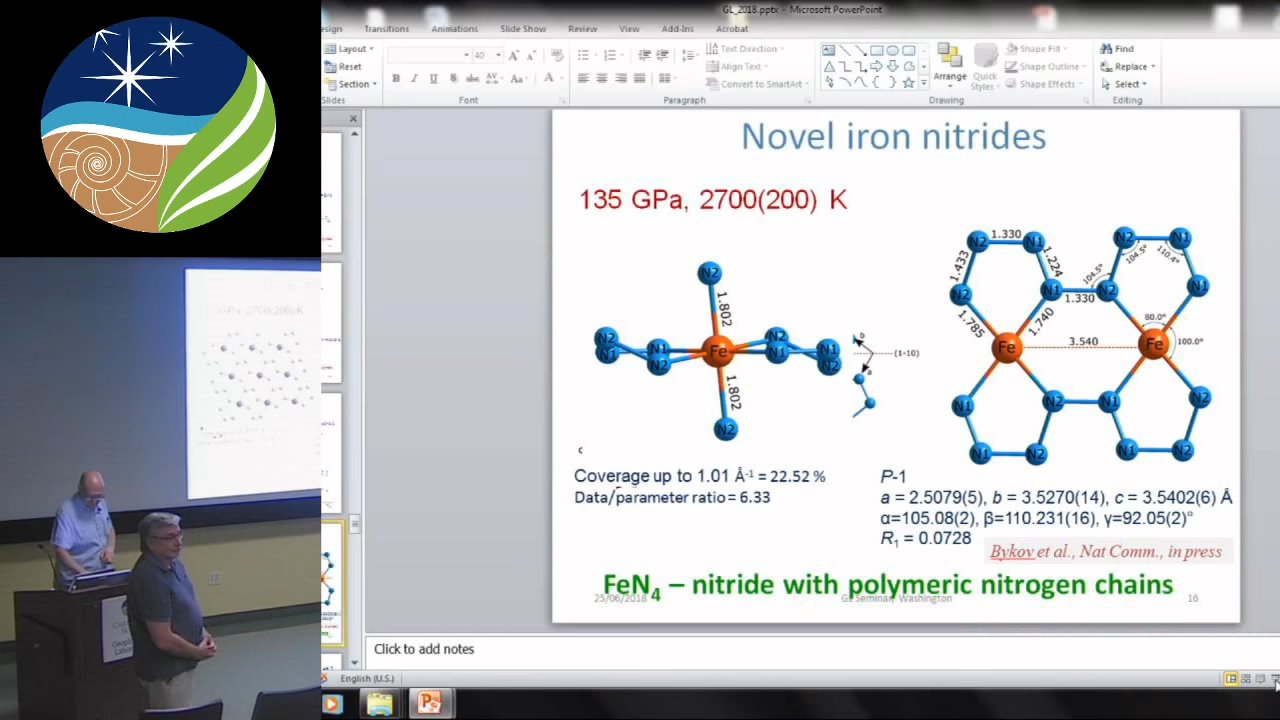 GL_2018.pptx - Microsoft PowerPoint
Transitions
Animations
Slide Show
Review
View
Add-Ins
Acrobat
Layout
Reset
Section
Font
Text Direction
Align Text
Convert to SmartArt
Paragraph
Arrange
Quick Styles
Shape Fill
Shape Outline
Shape Effects
Drawing
Find
Replace
Select
Editing
Novel iron nitrides
135 GPa, 2700(200) K
N2
1.802
N2
N1
N1
N2
Fe
N2
N1
N1
N2
1.802
N2
b
(1-10)
a
c
N2
1.330
N1
1.433
1.224
N2
N1
1.330
N2
104.5°
N2
104.5°
110.4°
N1
N1
1.785
1.740
80.0°
Fe
3.540
Fe
100.0°
N1
N2
N1
N2
N1
N2
N1
N2
Coverage up to 1.01 Å-1 = 22.52 %
Data/parameter ratio = 6.33
P-1
a = 2.5079(5), b = 3.5270(14), c = 3.5402(6) Å
α=105.08(2), β=110.231(16), γ=92.05(2)°
R1 = 0.0728
Bykov et al., Nat Comm., in press
FeN4 – nitride with polymeric nitrogen chains
25/06/2018
GL Seminar, Washington
16
Click to add notes
English (U.S.)